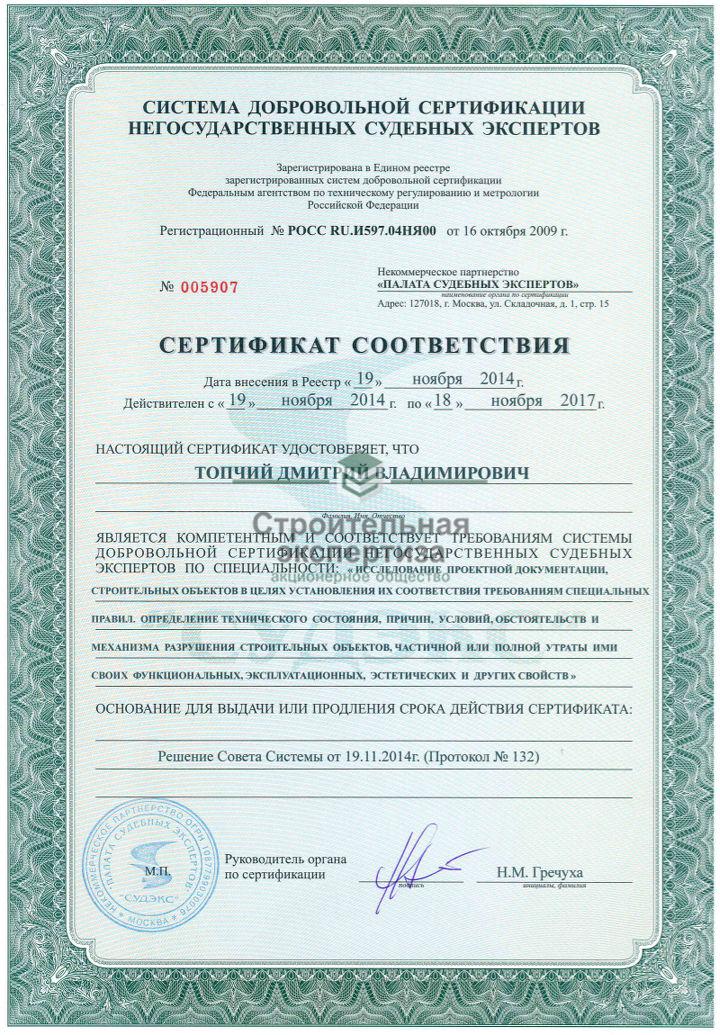 СИСТЕМА ДОБРОВОЛЬНОЙ СЕРТИФИКАЦИИ
НЕГОСУДАРСТВЕННЫХ СУДЕБНЫХ ЭКСПЕРТОВ
Зарегистрирована в Едином реестре
зарегистрированных систем добровольной сертификации
Федеральным агентством по техническому регулированию и метрологии
Российской Федерации
Регистрационный № РОСС RU.И597.04НЯ00 от 16 октября 2009 г.
№ 005907
Некоммерческое партнерство
«ПАЛАТА СУДЕБНЫХ ЭКСПЕРТОВ»
наименование органа по сертификации
Адрес: 127018, г. Москва, ул. Складочная, д. 1, стр. 15
СЕРТИФИКАТ СООТВЕТСТВИЯ
Дата внесения в Реестр « 19 » ноября 2014 г.
Действителен с « 19 » ноября 2014 г. по « 18 » ноября 2017 г.
НАСТОЯЩИЙ СЕРТИФИКАТ УДОСТОВЕРЯЕТ, ЧТО
ТОПЧИЙ ДМИТРИЙ ВЛАДИМИРОВИЧ
Фамилия, Имя, Отчество
Строительная
экспертиза
акционерное общество
ЯВЛЯЕТСЯ КОМПЕТЕНТНЫМ И СООТВЕТСТВУЕТ ТРЕБОВАНИЯМ СИСТЕМЫ
ДОБРОВОЛЬНОЙ СЕРТИФИКАЦИИ НЕГОСУДАРСТВЕННЫХ СУДЕБНЫХ
ЭКСПЕРТОВ ПО СПЕЦИАЛЬНОСТИ: «ИССЛЕДОВАНИЕ ПРОЕКТНОЙ ДОКУМЕНТАЦИИ,
СТРОИТЕЛЬНЫХ ОБЪЕКТОВ В ЦЕЛЯХ УСТАНОВЛЕНИЯ ИХ СООТВЕТСТВИЯ ТРЕБОВАНИЯМ СПЕЦИАЛЬНЫХ
ПРАВИЛ. ОПРЕДЕЛЕНИЕ ТЕХНИЧЕСКОГО СОСТОЯНИЯ, ПРИЧИН, УСЛОВИЙ, ОБСТОЯТЕЛЬСТВ И
"СУДЭКС"
МЕХАНИЗМА РАЗРУШЕНИЯ СТРОИТЕЛЬНЫХ ОБЪЕКТОВ, ЧАСТИЧНОЙ ИЛИ ПОЛНОЙ УТРАТЫ ИМИ
СВОИХ ФУНКЦИОНАЛЬНЫХ, ЭКСПЛУАТАЦИОННЫХ, ЭСТЕТИЧЕСКИХ И ДРУГИХ СВОЙСТВ»
ОСНОВАНИЕ ДЛЯ ВЫДАЧИ ИЛИ ПРОДЛЕНИЯ СРОКА ДЕЙСТВИЯ СЕРТИФИКАТА:
Решение Совета Системы от 19.11.2014г. (Протокол № 132)
НЕКОММЕРЧЕСКОЕ ПАРТНЕРСТВО ОГРН 1087799030076 * МОСКВА *
ПАЛАТА СУДЕБНЫХ ЭКСПЕРТОВ
"СУДЭКС"
М.П.
Руководитель органа
по сертификации
подпись
Н.М. Гречуха
инициалы, фамилия